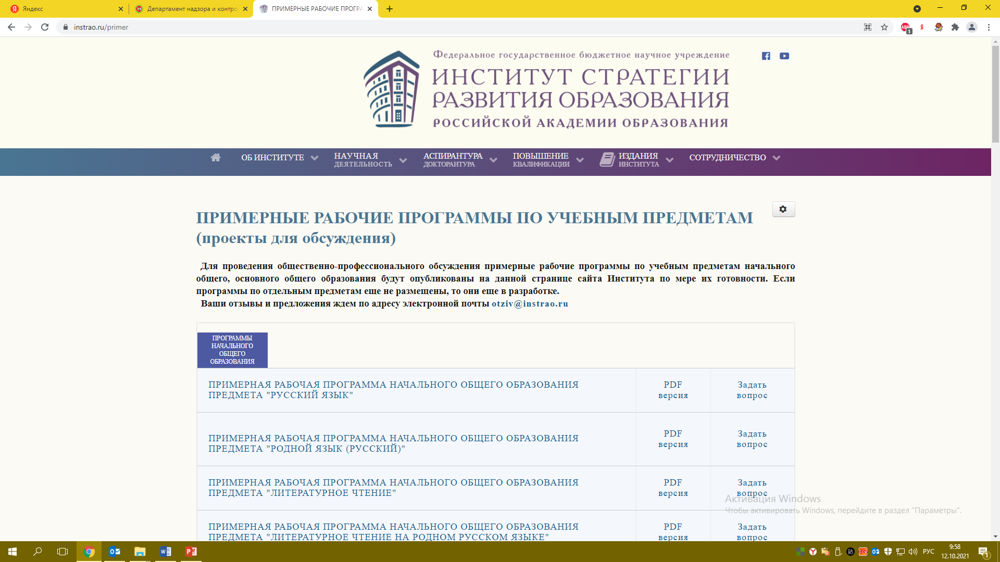 Яндекс
Департамент надзора и контро
ПРИМЕРНЫЕ РАБОЧИЕ ПРОГРА
instrao.ru/primer
ABP
1
Я
Федеральное государственное бюджетное научное учреждение
ИНСТИТУТ СТРАТЕГИИ
РАЗВИТИЯ ОБРАЗОВАНИЯ
РОССИЙСКОЙ АКАДЕМИИ ОБРАЗОВАНИЯ
ОБ ИНСТИТУТЕ
НАУЧНАЯ
ДЕЯТЕЛЬНОСТЬ
АСПИРАНТУРА
ДОКТОРАНТУРА
ПОВЫШЕНИЕ
КВАЛИФИКАЦИИ
ИЗДАНИЯ
ИНСТИТУТА
СОТРУДНИЧЕСТВО
ПРИМЕРНЫЕ РАБОЧИЕ ПРОГРАММЫ ПО УЧЕБНЫМ ПРЕДМЕТАМ
(проекты для обсуждения)
Для проведения общественно-профессионального обсуждения примерные рабочие программы по учебным предметам начального
общего, основного общего образования будут опубликованы на данной странице сайта Института по мере их готовности. Если
программы по отдельным предметам еще не размещены, то они еще в разработке.
Ваши отзывы и предложения ждем по адресу электронной почты otziv@instrao.ru
ПРОГРАММЫ
НАЧАЛЬНОГО
ОБЩЕГО
ОБРАЗОВАНИЯ
ПРИМЕРНАЯ РАБОЧАЯ ПРОГРАММА НАЧАЛЬНОГО ОБЩЕГО ОБРАЗОВАНИЯ
ПРЕДМЕТА "РУССКИЙ ЯЗЫК"
PDF
версия
Задать
вопрос
ПРИМЕРНАЯ РАБОЧАЯ ПРОГРАММА НАЧАЛЬНОГО ОБЩЕГО ОБРАЗОВАНИЯ
ПРЕДМЕТА "РОДНОЙ ЯЗЫК (РУССКИЙ)"
PDF
версия
Задать
вопрос
ПРИМЕРНАЯ РАБОЧАЯ ПРОГРАММА НАЧАЛЬНОГО ОБЩЕГО ОБРАЗОВАНИЯ
ПРЕДМЕТА "ЛИТЕРАТУРНОЕ ЧТЕНИЕ"
PDF
версия
Задать
вопрос
Активация Windows
Чтобы активировать Windows, перейдите в раздел "Параметры".
ПРИМЕРНАЯ РАБОЧАЯ ПРОГРАММА НАЧАЛЬНОГО ОБЩЕГО ОБРАЗОВАНИЯ
ПРЕДМЕТА "ЛИТЕРАТУРНОЕ ЧТЕНИЕ НА РОДНОМ РУССКОМ ЯЗЫКЕ"
PDF
версия
Задать
вопрос
РУС
9:58
12.10.2021
1